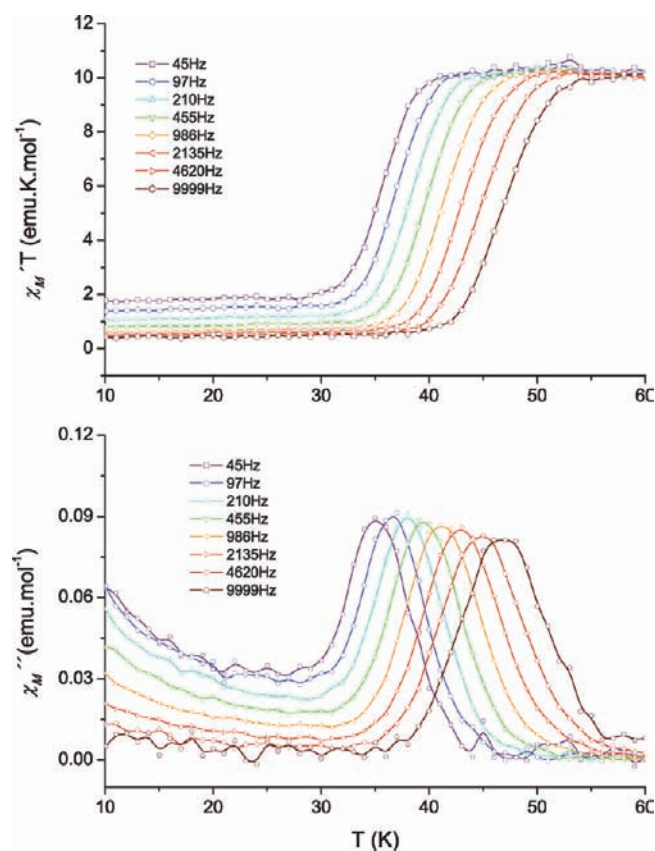 12
10
8
6
4
2
0
χM´T (emu.K.mol-1)
45Hz
97Hz
210Hz
455Hz
986Hz
2135Hz
4620Hz
9999Hz
10 20 30 40 50 60
0.12
0.09
0.06
0.03
0.00
χM´´(emu.mol-1)
45Hz
97Hz
210Hz
455Hz
986Hz
2135Hz
4620Hz
9999Hz
10 20 30 40 50 60
T (K)